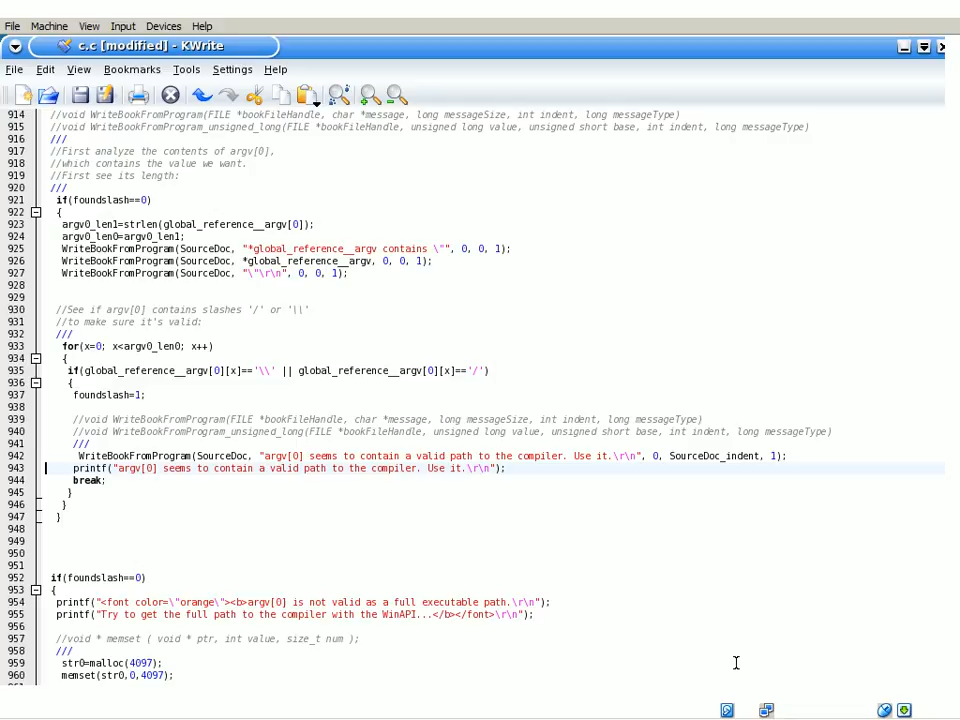 File Machine View Input Devices Help
c.c [modified] - KWrite
File Edit View Bookmarks Tools Settings Help
914 //void WriteBookFromProgram(FILE *bookFileHandle, char *message, long messageSize, int indent, long messageType)
915 //void WriteBookFromProgram_unsigned_long(FILE *bookFileHandle, unsigned long value, unsigned short base, int indent, long messageType)
916 ///
917 //First analyze the contents of argv[0],
918 //which contains the value we want.
919 //First see its length:
920 ///
921 if(foundslash==0)
922 {
923 argv0_len1=strlen(global_reference__argv[0]);
924 argv0_len0=argv0_len1;
925 WriteBookFromProgram(SourceDoc, "*global_reference__argv contains \"", 0, 0, 1);
926 WriteBookFromProgram(SourceDoc, *global_reference__argv, 0, 0, 1);
927 WriteBookFromProgram(SourceDoc, "\"\r\n", 0, 0, 1);
928
929
930 //See if argv[0] contains slashes '/' or '\\'
931 //to make sure it's valid:
932 ///
933 for(x=0; x<argv0_len0; x++)
934 {
935 if(global_reference__argv[0][x]=='\\' || global_reference__argv[0][x]=='/')
936 {
937 foundslash=1;
938
939 //void WriteBookFromProgram(FILE *bookFileHandle, char *message, long messageSize, int indent, long messageType)
940 //void WriteBookFromProgram_unsigned_long(FILE *bookFileHandle, unsigned long value, unsigned short base, int indent, long messageType)
941 ///
942 WriteBookFromProgram(SourceDoc, "argv[0] seems to contain a valid path to the compiler. Use it.\r\n", 0, SourceDoc_indent, 1);
943 printf("argv[0] seems to contain a valid path to the compiler. Use it.\r\n");
944 break;
945 }
946 }
947 }
948
949
950
951
952 if(foundslash==0)
953 {
954 printf("<font color=\"orange\"><b>argv[0] is not valid as a full executable path.\r\n");
955 printf("Try to get the full path to the compiler with the WinAPI...</b></font>\r\n");
956
957 //void * memset ( void * ptr, int value, size_t num );
958 ///
959 str0=malloc(4097);
960 memset(str0,0,4097);